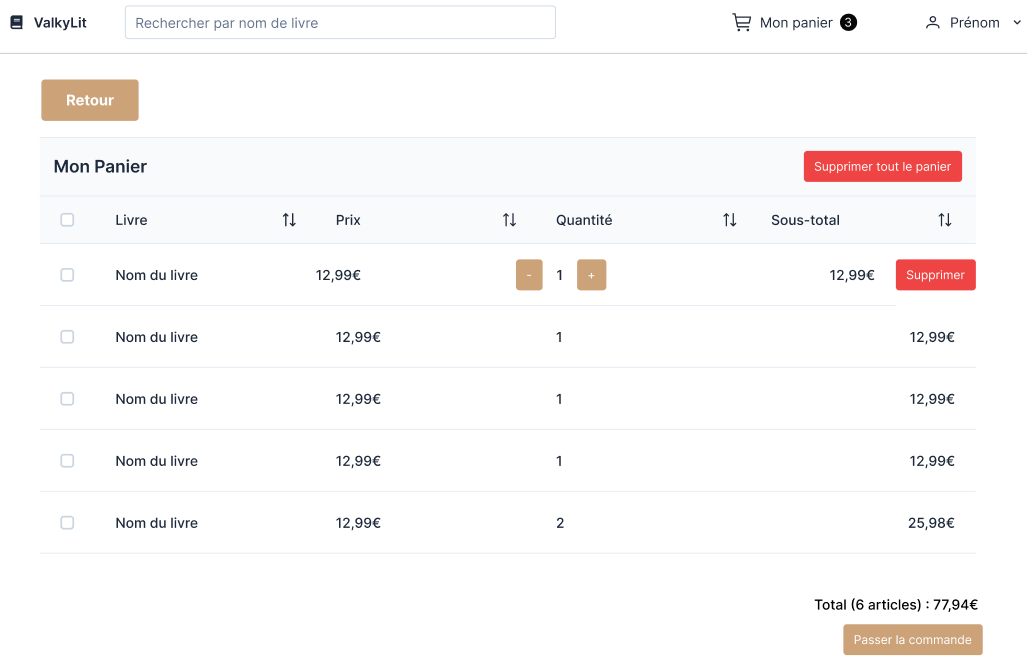 ValkyLit Rechercher par nom de livre Mon panier 3 Prénom
Retour
Mon Panier Supprimer tout le panier
Livre Prix Quantité Sous-total
Nom du livre 12,99€ - 1 + 12,99€ Supprimer
Nom du livre 12,99€ 1 12,99€
Nom du livre 12,99€ 1 12,99€
Nom du livre 12,99€ 1 12,99€
Nom du livre 12,99€ 2 25,98€
Total (6 articles) : 77,94€
Passer la commande